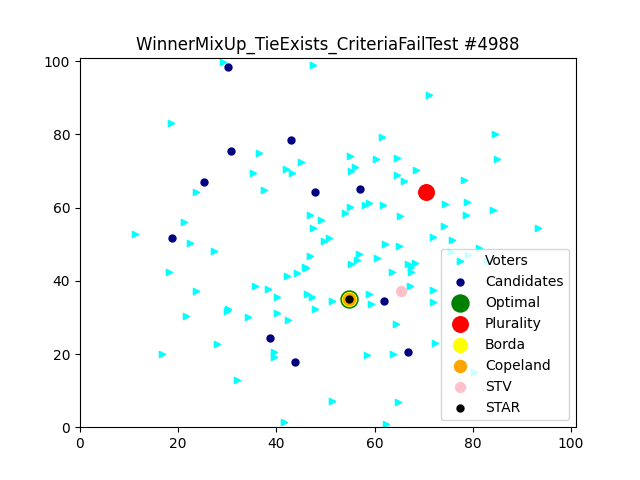 WinnerMixUp_TieExists_CriteriaFailTest #4988
100
80
60
40
20
0
0
20
40
60
80
100
Voters
Candidates
Optimal
Plurality
Borda
Copeland
STV
STAR